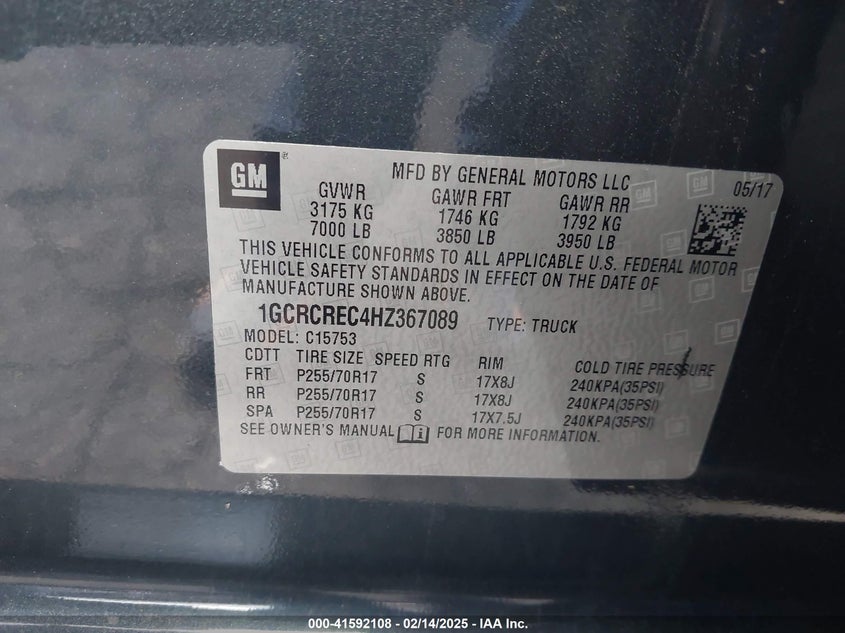 GM
MFD BY GENERAL MOTORS LLC
05/17
GVWR GAWR FRT GAWR RR
3175 KG 1746 KG 1792 KG
7000 LB 3850 LB 3950 LB
THIS VEHICLE CONFORMS TO ALL APPLICABLE U.S. FEDERAL MOTOR
VEHICLE SAFETY STANDARDS IN EFFECT ON THE DATE OF
MANUFACTURE SHOWN ABOVE.
1GCRCREC4HZ367089 TYPE: TRUCK
MODEL: C15753
CDTT TIRE SIZE SPEED RTG RIM COLD TIRE PRESSURE
FRT P255/70R17 S 17X8J 240KPA(35PSI)
RR P255/70R17 S 17X8J 240KPA(35PSI)
SPA P255/70R17 S 17X7.5J 240KPA(35PSI)
SEE OWNER'S MANUAL FOR MORE INFORMATION.
000-41592108 - 02/14/2025 - IAA Inc.